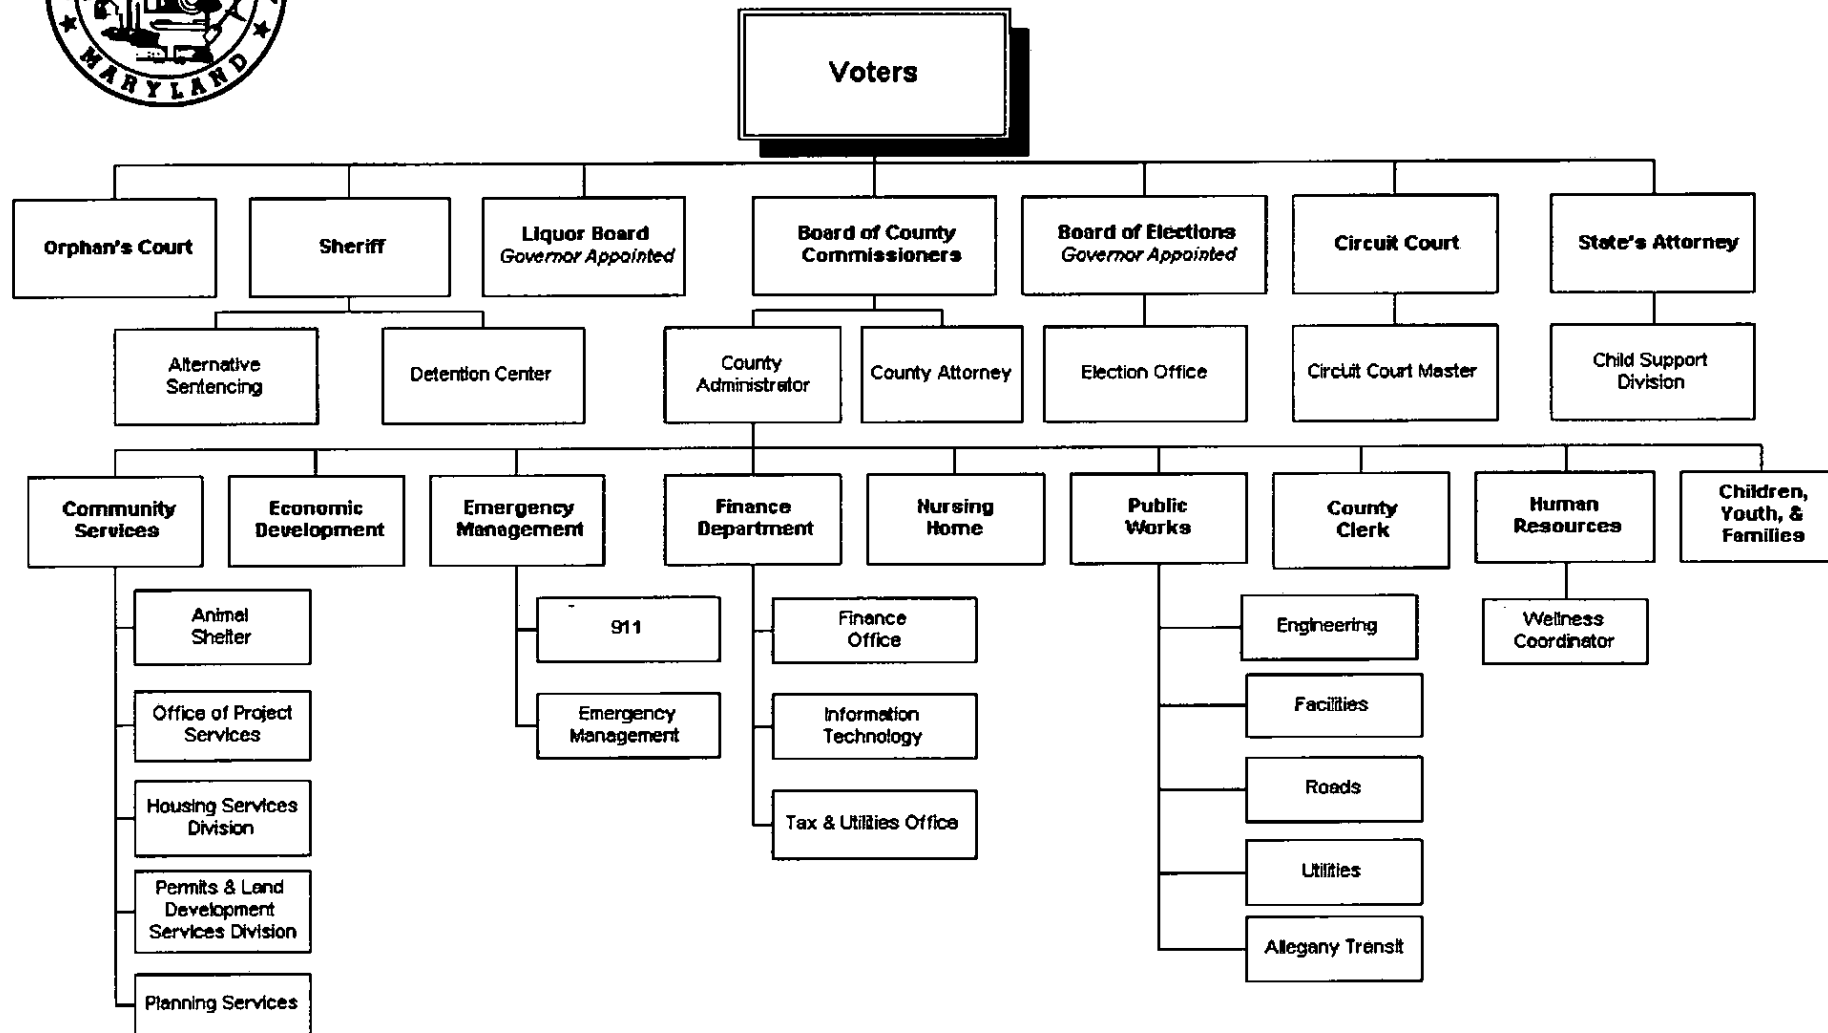 MARYLAND
Voters
Orphan's Court
Sheriff
Liquor Board
Governor Appointed
Board of County
Commissioners
Board of Elections
Governor Appointed
Circuit Court
State's Attorney
Alternative
Sentencing
Detention Center
County
Administrator
County Attorney
Election Office
Circuit Court Master
Child Support
Division
Community
Services
Economic
Development
Emergency
Management
Finance
Department
Nursing
Home
Public
Works
County
Clerk
Human
Resources
Children,
Youth, &
Families
Animal
Shelter
Office of Project
Services
Housing Services
Division
Permits & Land
Development
Services Division
Planning Services
911
Emergency
Management
Finance
Office
Information
Technology
Tax & Utilities Office
Engineering
Facilities
Roads
Utilities
Allegany Transit
Wellness
Coordinator